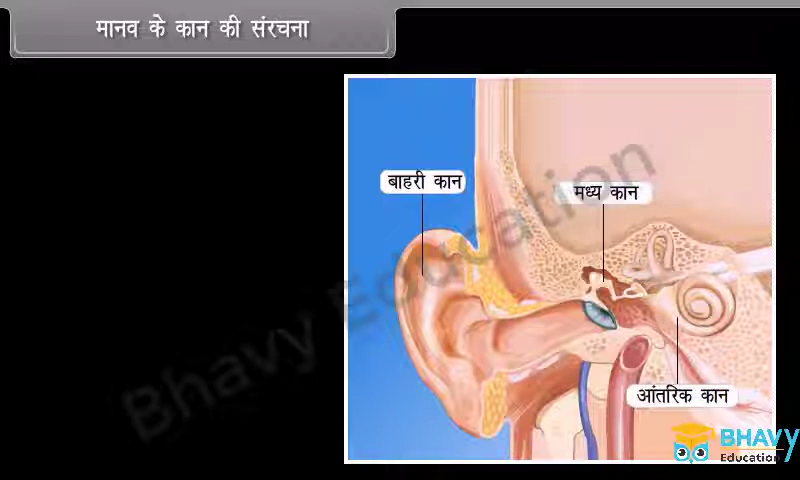 मानव के कान की संरचना
बाहरी कान
मध्य कान
आंतरिक कान
Bhavy Education
BHAVY
Education